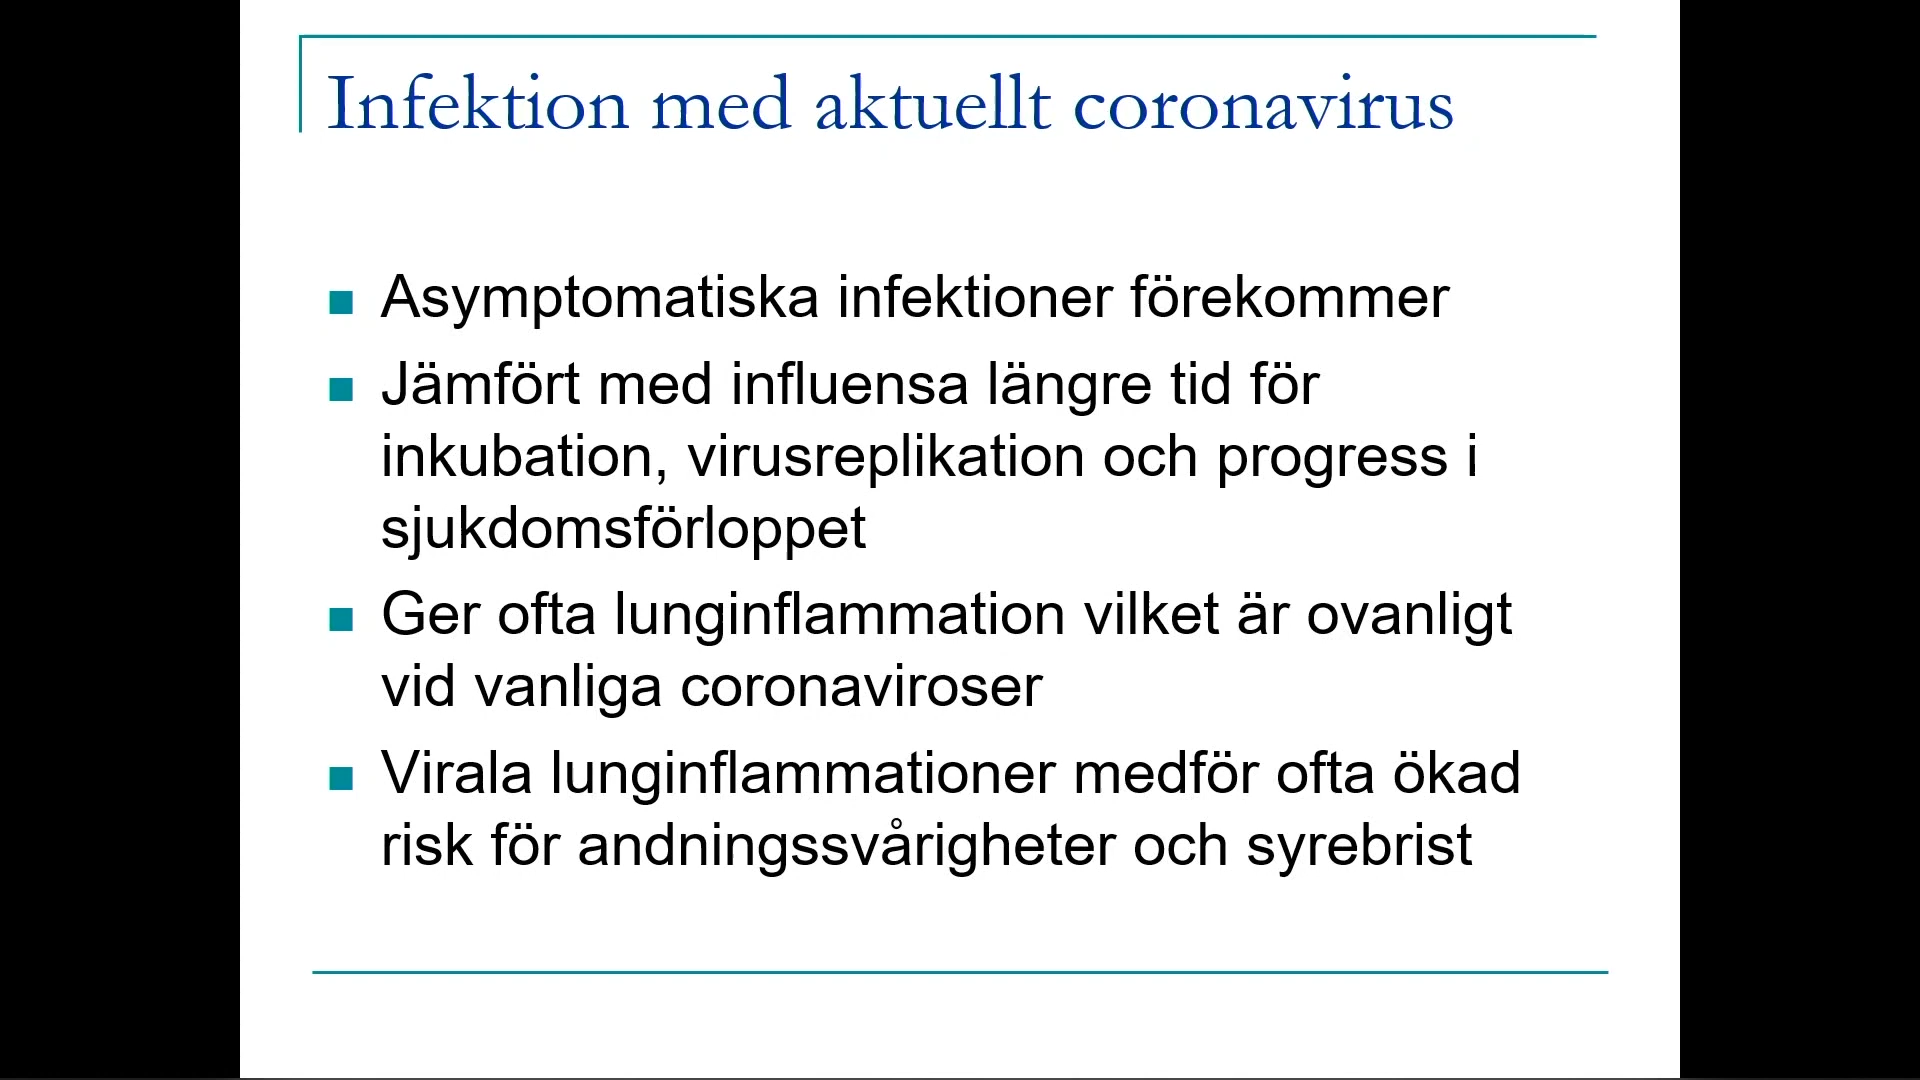 Infektion med aktuellt coronavirus
Asymptomatiska infektioner förekommer
Jämfört med influensa längre tid för
inkubation, virusreplikation och progress i
sjukdomsförloppet
Ger ofta lunginflammation vilket är ovanligt
vid vanliga coronaviroser
Virala lunginflammationer medför ofta ökad
risk för andningssvårigheter och syrebrist